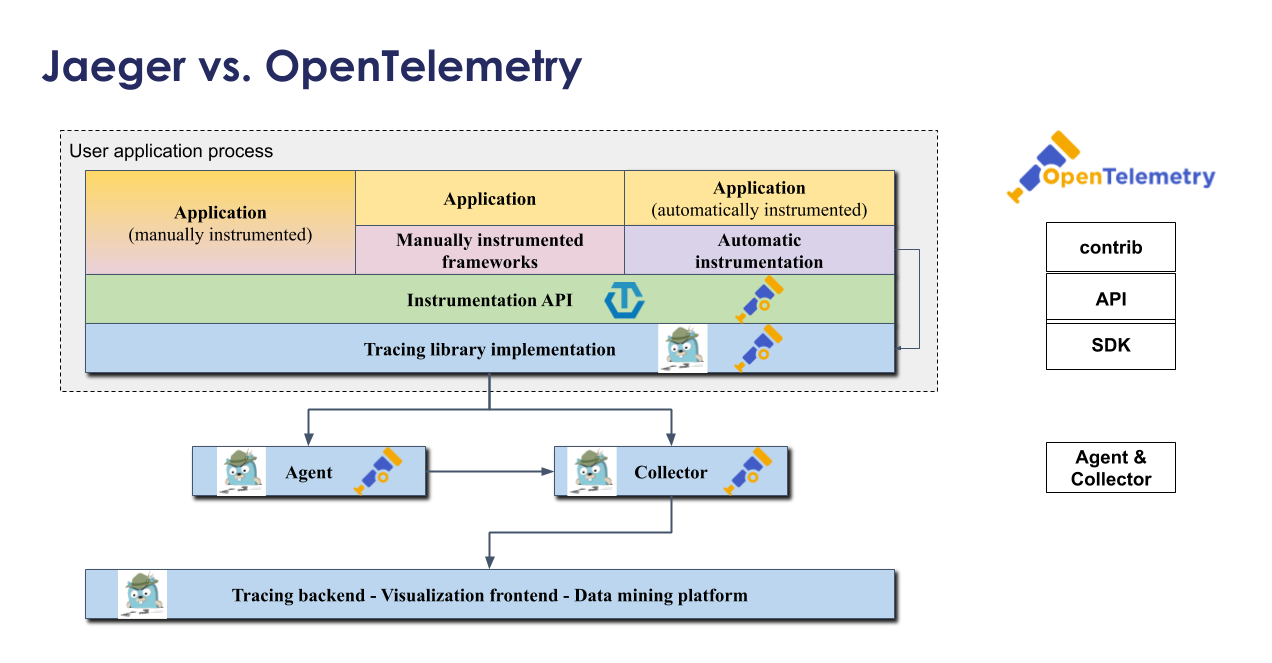 Jaeger vs. OpenTelemetry
User application process
Application
(manually instrumented)
Application
Application
(automatically instrumented)
Manually instrumented
frameworks
Automatic
instrumentation
Instrumentation API
Tracing library implementation
Agent
Collector
Tracing backend - Visualization frontend - Data mining platform
OpenTelemetry
contrib
API
SDK
Agent &
Collector